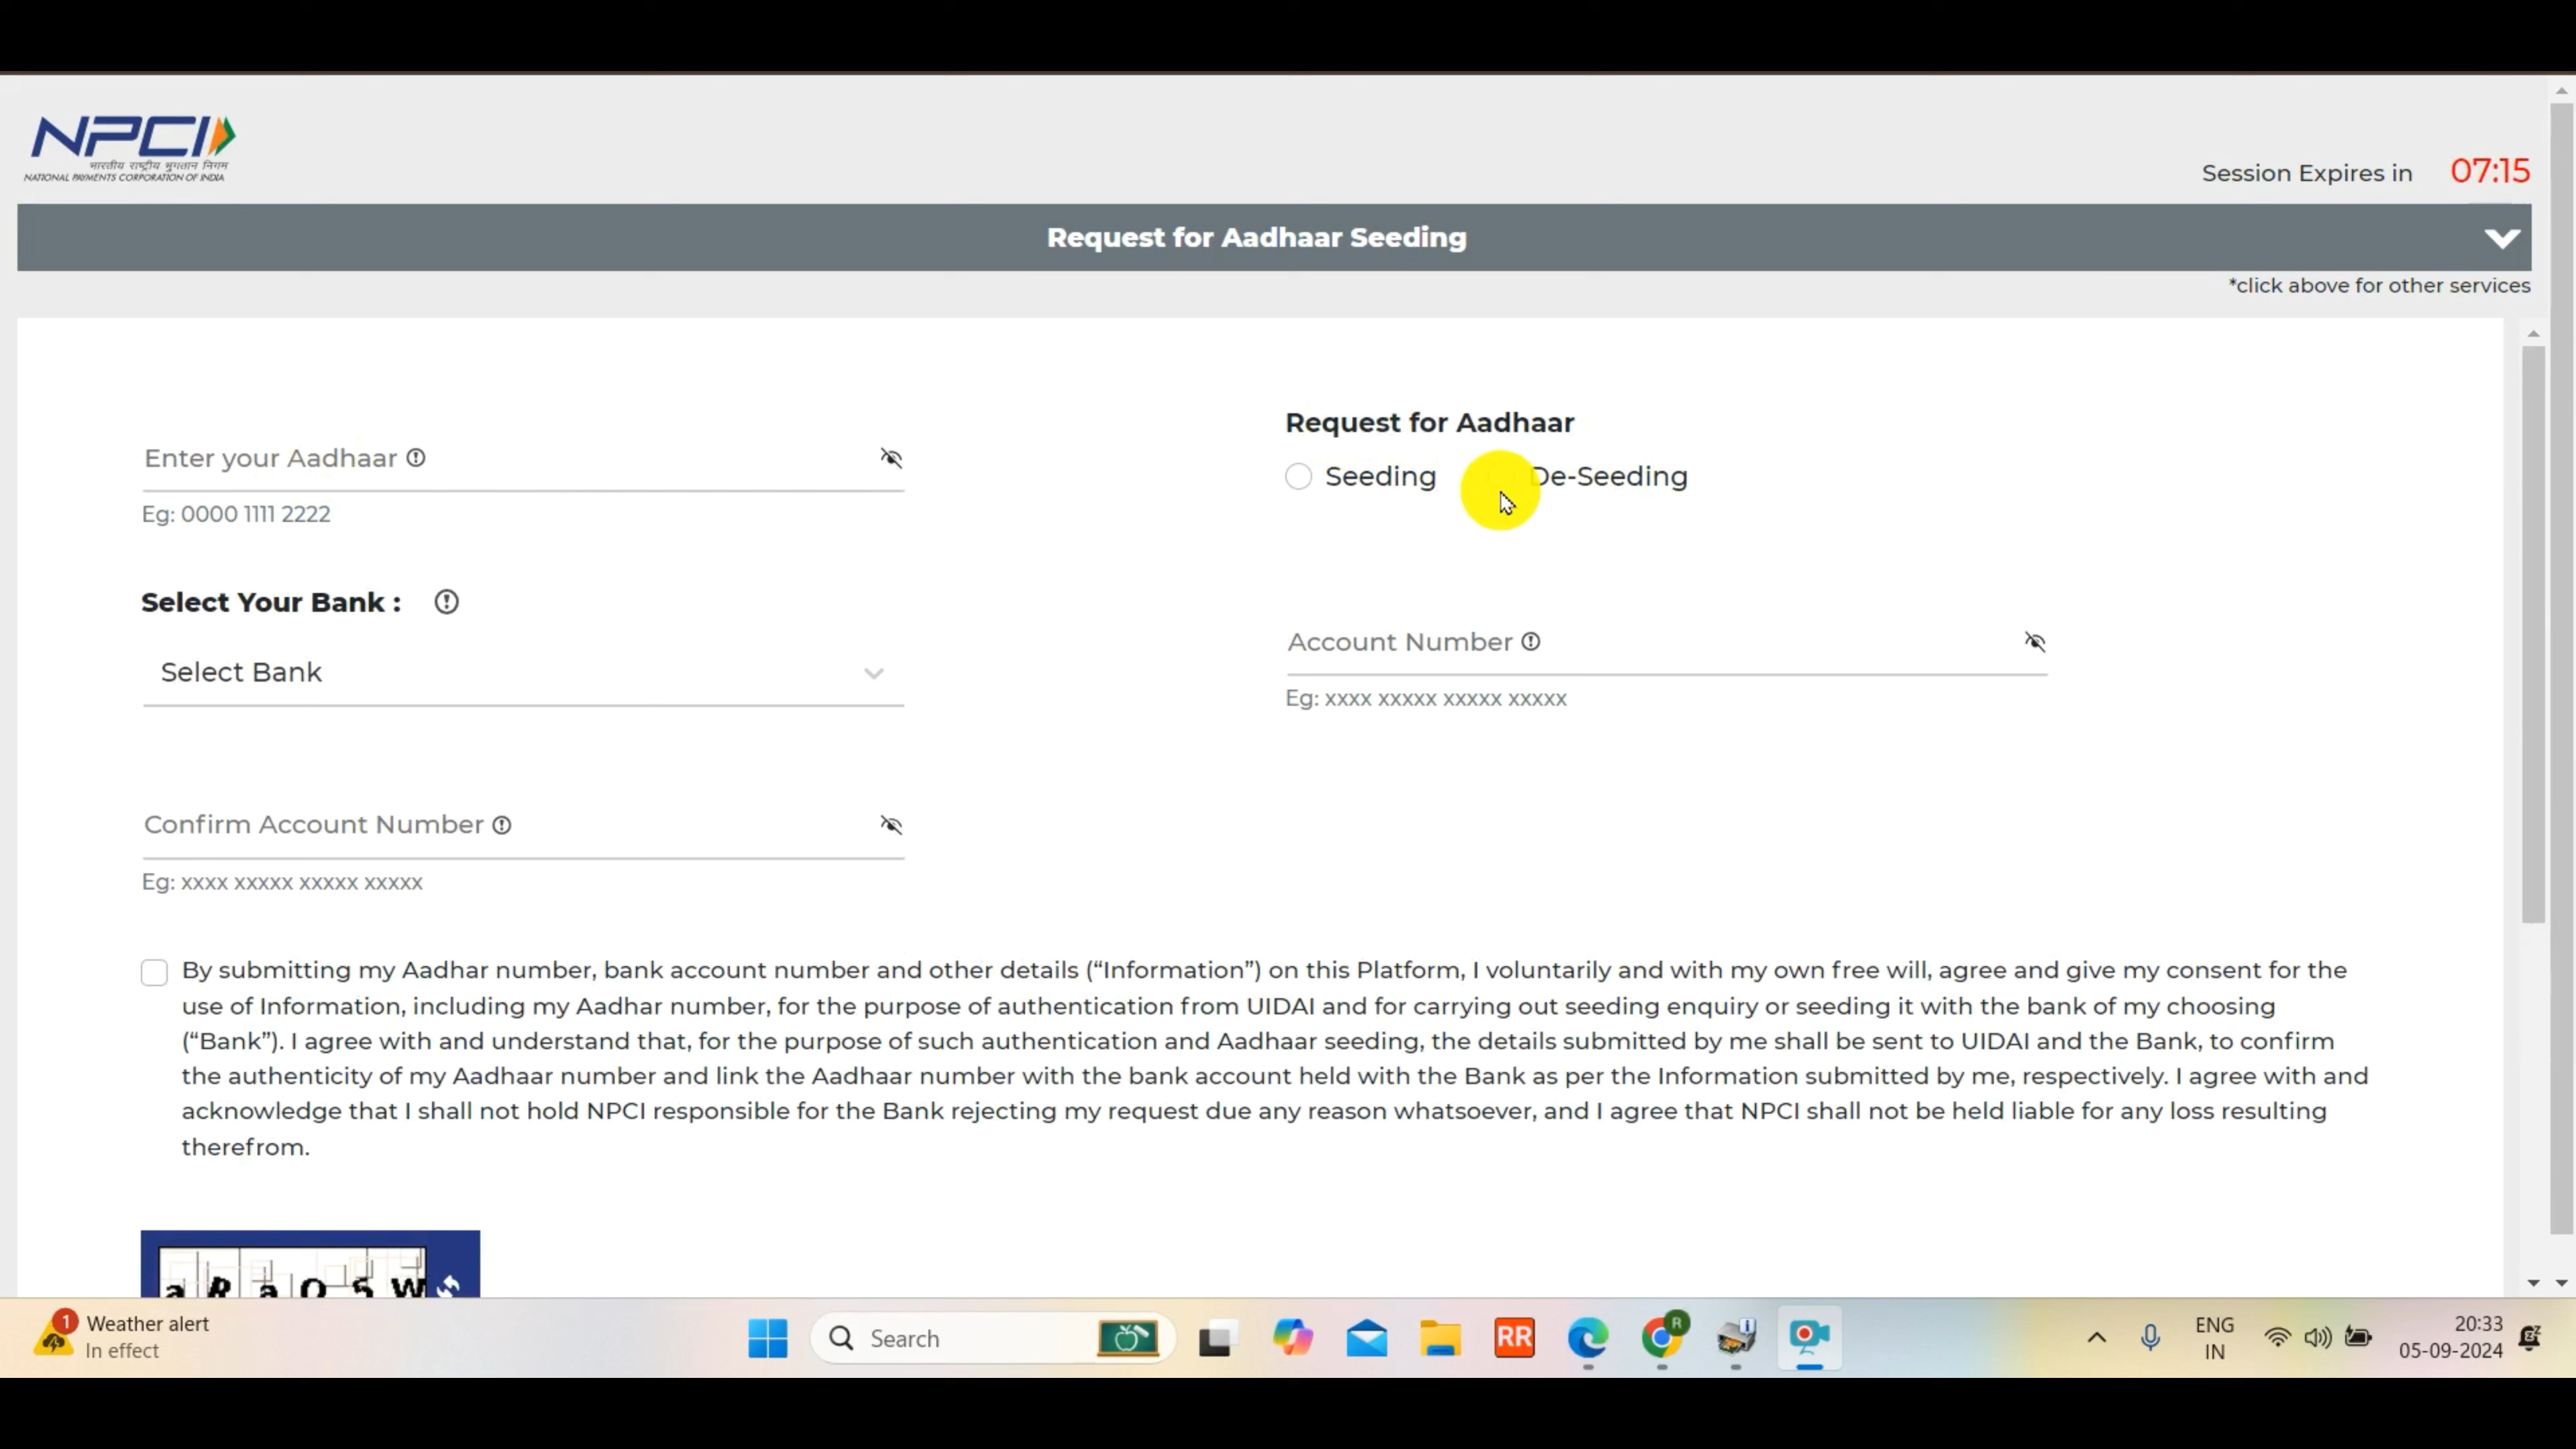 NPCI
भारतीय राष्ट्रीय भुगतान निगम
NATIONAL PAYMENTS CORPORATION OF INDIA
Session Expires in 07:15
Request for Aadhaar Seeding
*click above for other services
Enter your Aadhaar
Eg: 0000 1111 2222
Request for Aadhaar
Seeding De-Seeding
Select Your Bank :
Select Bank
Account Number
Eg: xxxx xxxxx xxxxx xxxxx
Confirm Account Number
Eg: xxxx xxxxx xxxxx xxxxx
By submitting my Aadhar number, bank account number and other details (“Information”) on this Platform, I voluntarily and with my own free will, agree and give my consent for the
use of Information, including my Aadhar number, for the purpose of authentication from UIDAI and for carrying out seeding enquiry or seeding it with the bank of my choosing
(“Bank”). I agree with and understand that, for the purpose of such authentication and Aadhaar seeding, the details submitted by me shall be sent to UIDAI and the Bank, to confirm
the authenticity of my Aadhaar number and link the Aadhaar number with the bank account held with the Bank as per the Information submitted by me, respectively. I agree with and
acknowledge that I shall not hold NPCI responsible for the Bank rejecting my request due any reason whatsoever, and I agree that NPCI shall not be held liable for any loss resulting
therefrom.
1
Weather alert
In effect
Search
RR
R
ENG
IN
20:33
05-09-2024